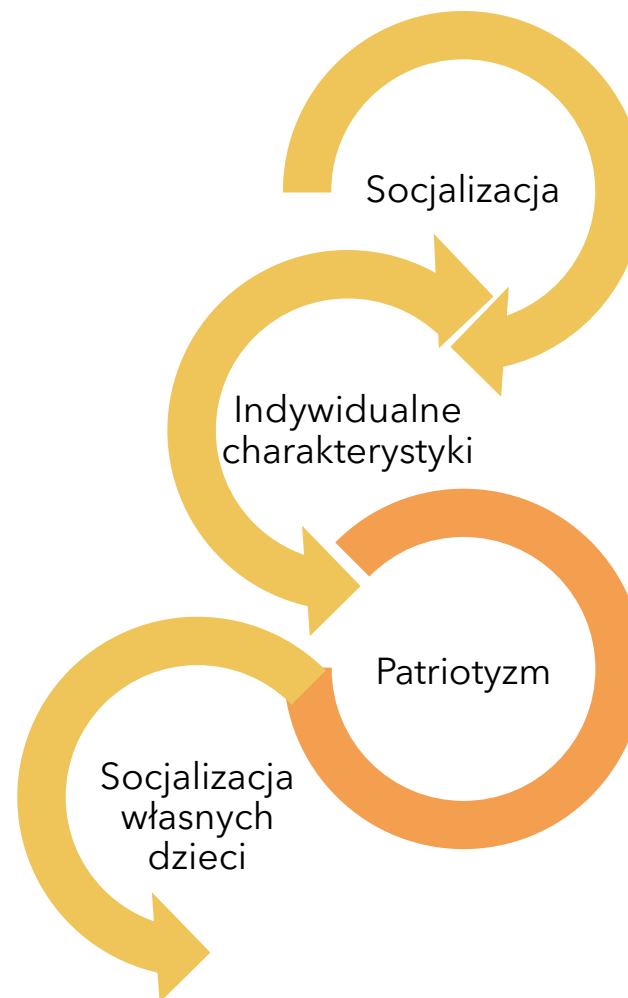 Socjalizacja
Indywidualne
charakterystyki
Patriotyzm
Socjalizacja
własnych
dzieci